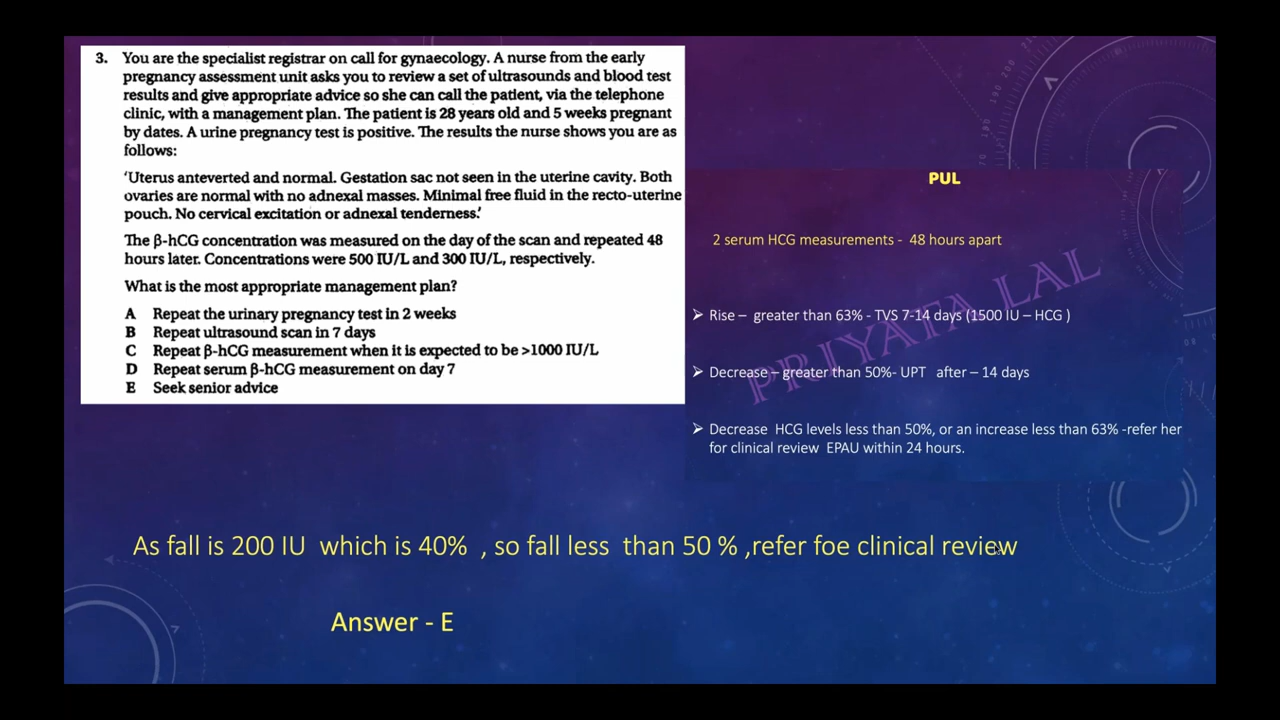 3. You are the specialist registrar on call for gynaecology. A nurse from the early
pregnancy assessment unit asks you to review a set of ultrasounds and blood test
results and give appropriate advice so she can call the patient, via the telephone
clinic, with a management plan. The patient is 28 years old and 5 weeks pregnant
by dates. A urine pregnancy test is positive. The results the nurse shows you are as
follows:
'Uterus anteverted and normal. Gestation sac not seen in the uterine cavity. Both
ovaries are normal with no adnexal masses. Minimal free fluid in the recto-uterine
pouch. No cervical excitation or adnexal tenderness.'
The β-hCG concentration was measured on the day of the scan and repeated 48
hours later. Concentrations were 500 IU/L and 300 IU/L, respectively.
What is the most appropriate management plan?
A Repeat the urinary pregnancy test in 2 weeks
B Repeat ultrasound scan in 7 days
C Repeat β-hCG measurement when it is expected to be >1000 IU/L
D Repeat serum β-hCG measurement on day 7
E Seek senior advice
PUL
2 serum HCG measurements - 48 hours apart
PRIYATA LAL
Rise – greater than 63% - TVS 7-14 days (1500 IU – HCG )
Decrease – greater than 50%- UPT after – 14 days
Decrease HCG levels less than 50%, or an increase less than 63% -refer her
for clinical review EPAU within 24 hours.
As fall is 200 IU which is 40% , so fall less than 50 % ,refer foe clinical review
Answer - E